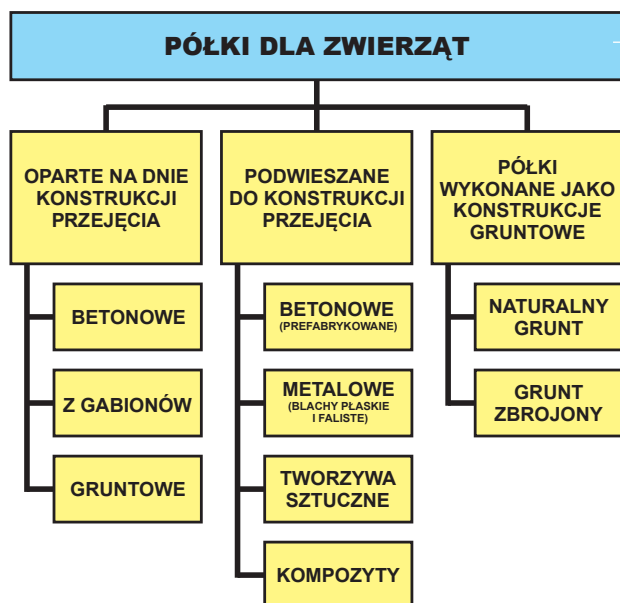 PÓŁKI DLA ZWIERZĄT
OPARTE NA DNIE
KONSTRUKCJI
PRZEJĘCIA
BETONOWE
Z GABIONÓW
GRUNTOWE
PODWIESZANE
DO KONSTRUKCJI
PRZEJĘCIA
BETONOWE
(PREFABRYKOWANE)
METALOWE
(BLACHY PŁASKIE
I FALISTE)
TWORZYWA
SZTUCZNE
KOMPOZYTY
PÓŁKI
WYKONANE JAKO
KONSTRUKCJE
GRUNTOWE
NATURALNY
GRUNT
GRUNT
ZBROJONY